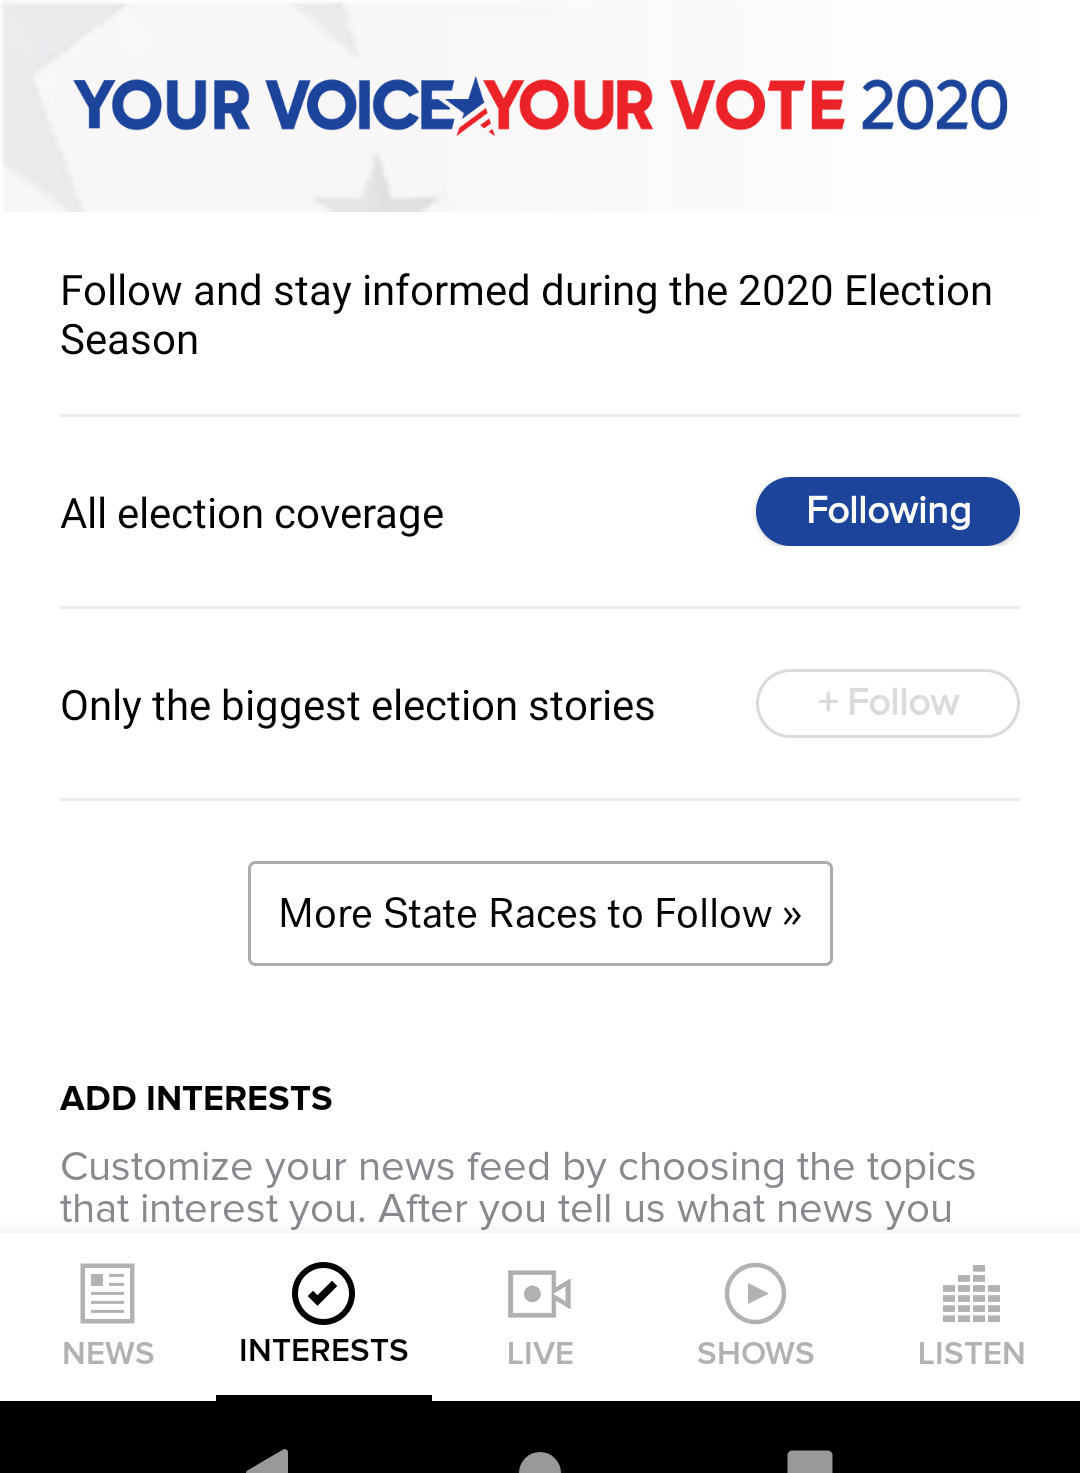 YOUR VOICE YOUR VOTE 2020
Follow and stay informed during the 2020 Election
Season
All election coverage
Following
Only the biggest election stories
+ Follow
More State Races to Follow »
ADD INTERESTS
Customize your news feed by choosing the topics
that interest you. After you tell us what news you
NEWS
INTERESTS
LIVE
SHOWS
LISTEN